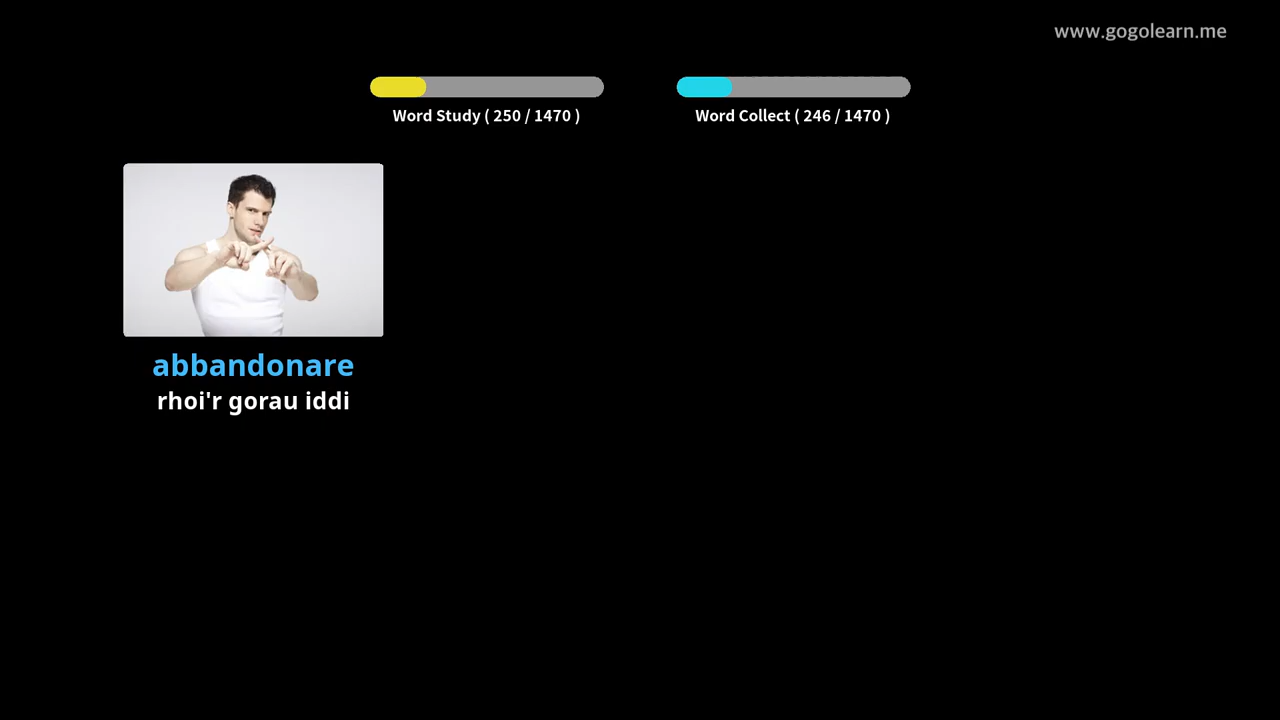 www.gogolearn.me
Word Study ( 250 / 1470 )
Word Collect ( 246 / 1470 )
abbandonare
rhoi'r gorau iddi